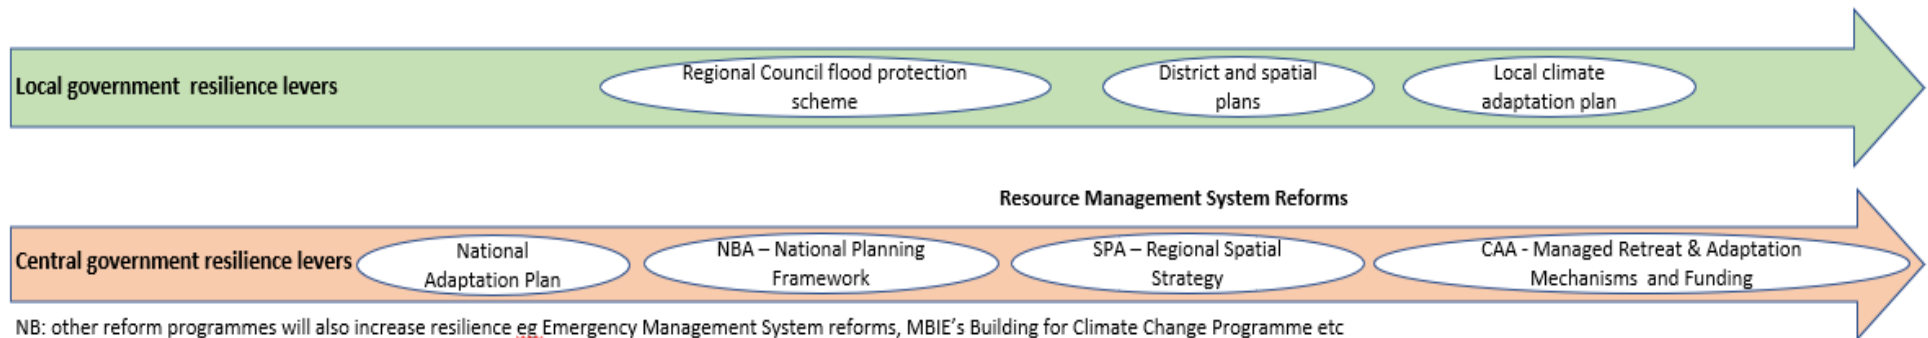 Local government resilience levers
Regional Council flood protection
scheme
District and spatial
plans
Local climate
adaptation plan
Resource Management System Reforms
Central government resilience levers
National
Adaptation Plan
NBA – National Planning
Framework
SPA – Regional Spatial
Strategy
CAA - Managed Retreat & Adaptation
Mechanisms and Funding
NB: other reform programmes will also increase resilience eg Emergency Management System reforms, MBIE's Building for Climate Change Programme etc